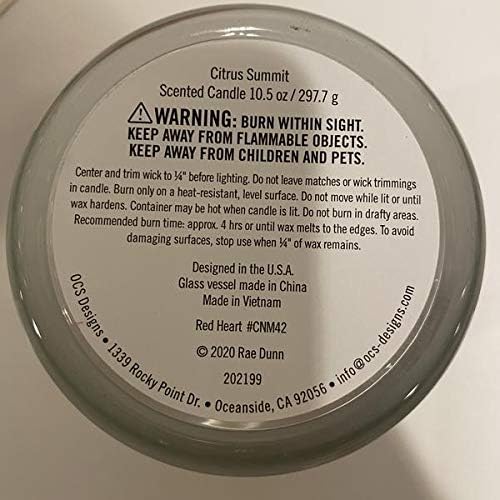 Citrus Summit
Scented Candle 10.5 oz / 297.7 g
⚠ WARNING: BURN WITHIN SIGHT.
KEEP AWAY FROM FLAMMABLE OBJECTS.
KEEP AWAY FROM CHILDREN AND PETS.
Center and trim wick to ¼" before lighting. Do not leave matches or wick trimmings
in candle. Burn only on a heat-resistant, level surface. Do not move while lit or until
wax hardens. Container may be hot when candle is lit. Do not burn in drafty areas.
Recommended burn time: approx. 4 hrs or until wax melts to the edges. To avoid
damaging surfaces, stop use when ¼" of wax remains.
Designed in the U.S.A.
Glass vessel made in China
Made in Vietnam
Red Heart #CNM42
© 2020 Rae Dunn
202199
OCS Designs • 1339 Rocky Point Dr. • Oceanside, CA 92056 • info@ocs-designs.com